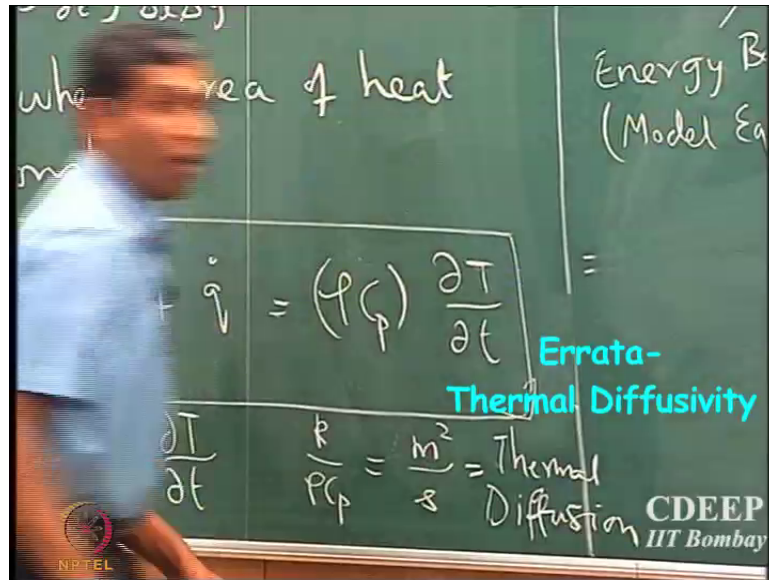 whe rea of heat
Energy B
(Model Eq
+ q̇ = (ρCp) ∂T/∂t
=
Errata-
Thermal Diffusivity
∂T/∂t k/ρCp = m²/s = Thermal
Diffusion
CDEEP
IIT Bombay
NPTEL